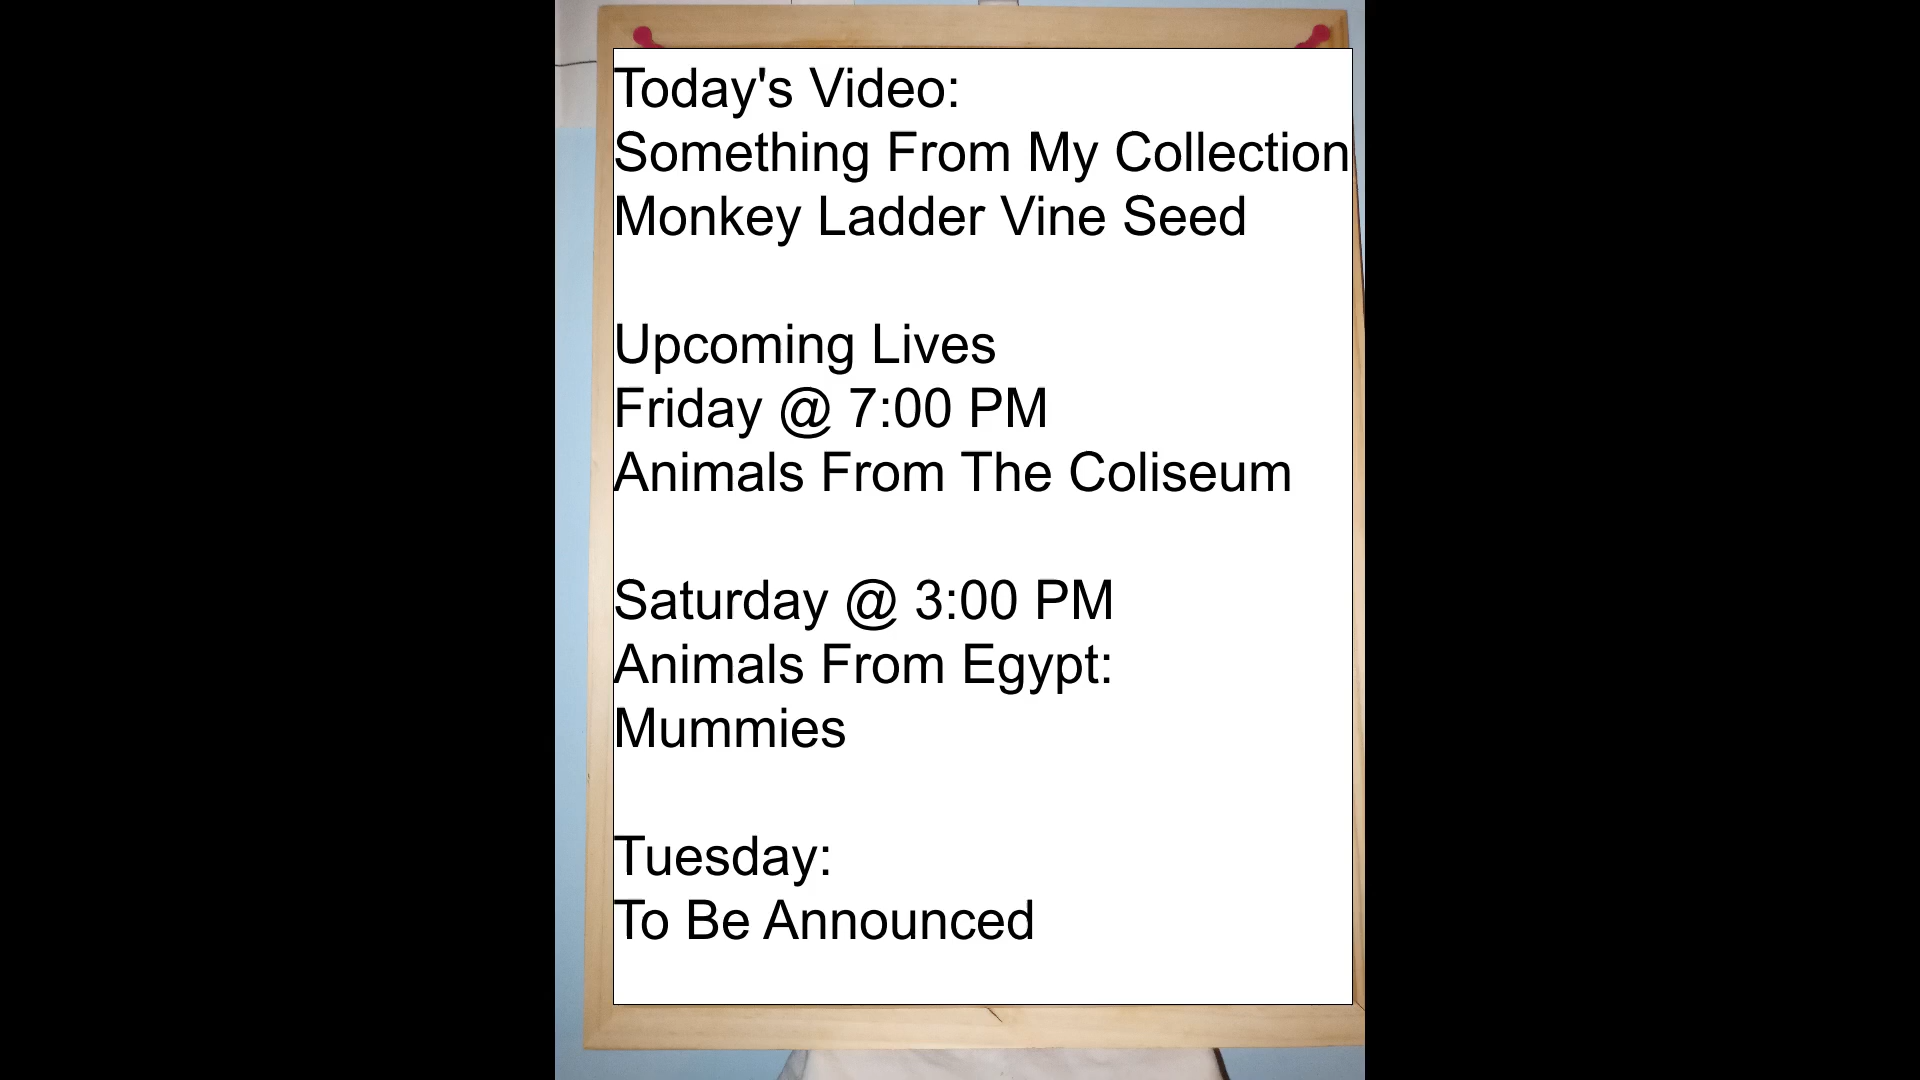 Today's Video:
Something From My Collection
Monkey Ladder Vine Seed
Upcoming Lives
Friday @ 7:00 PM
Animals From The Coliseum
Saturday @ 3:00 PM
Animals From Egypt:
Mummies
Tuesday:
To Be Announced